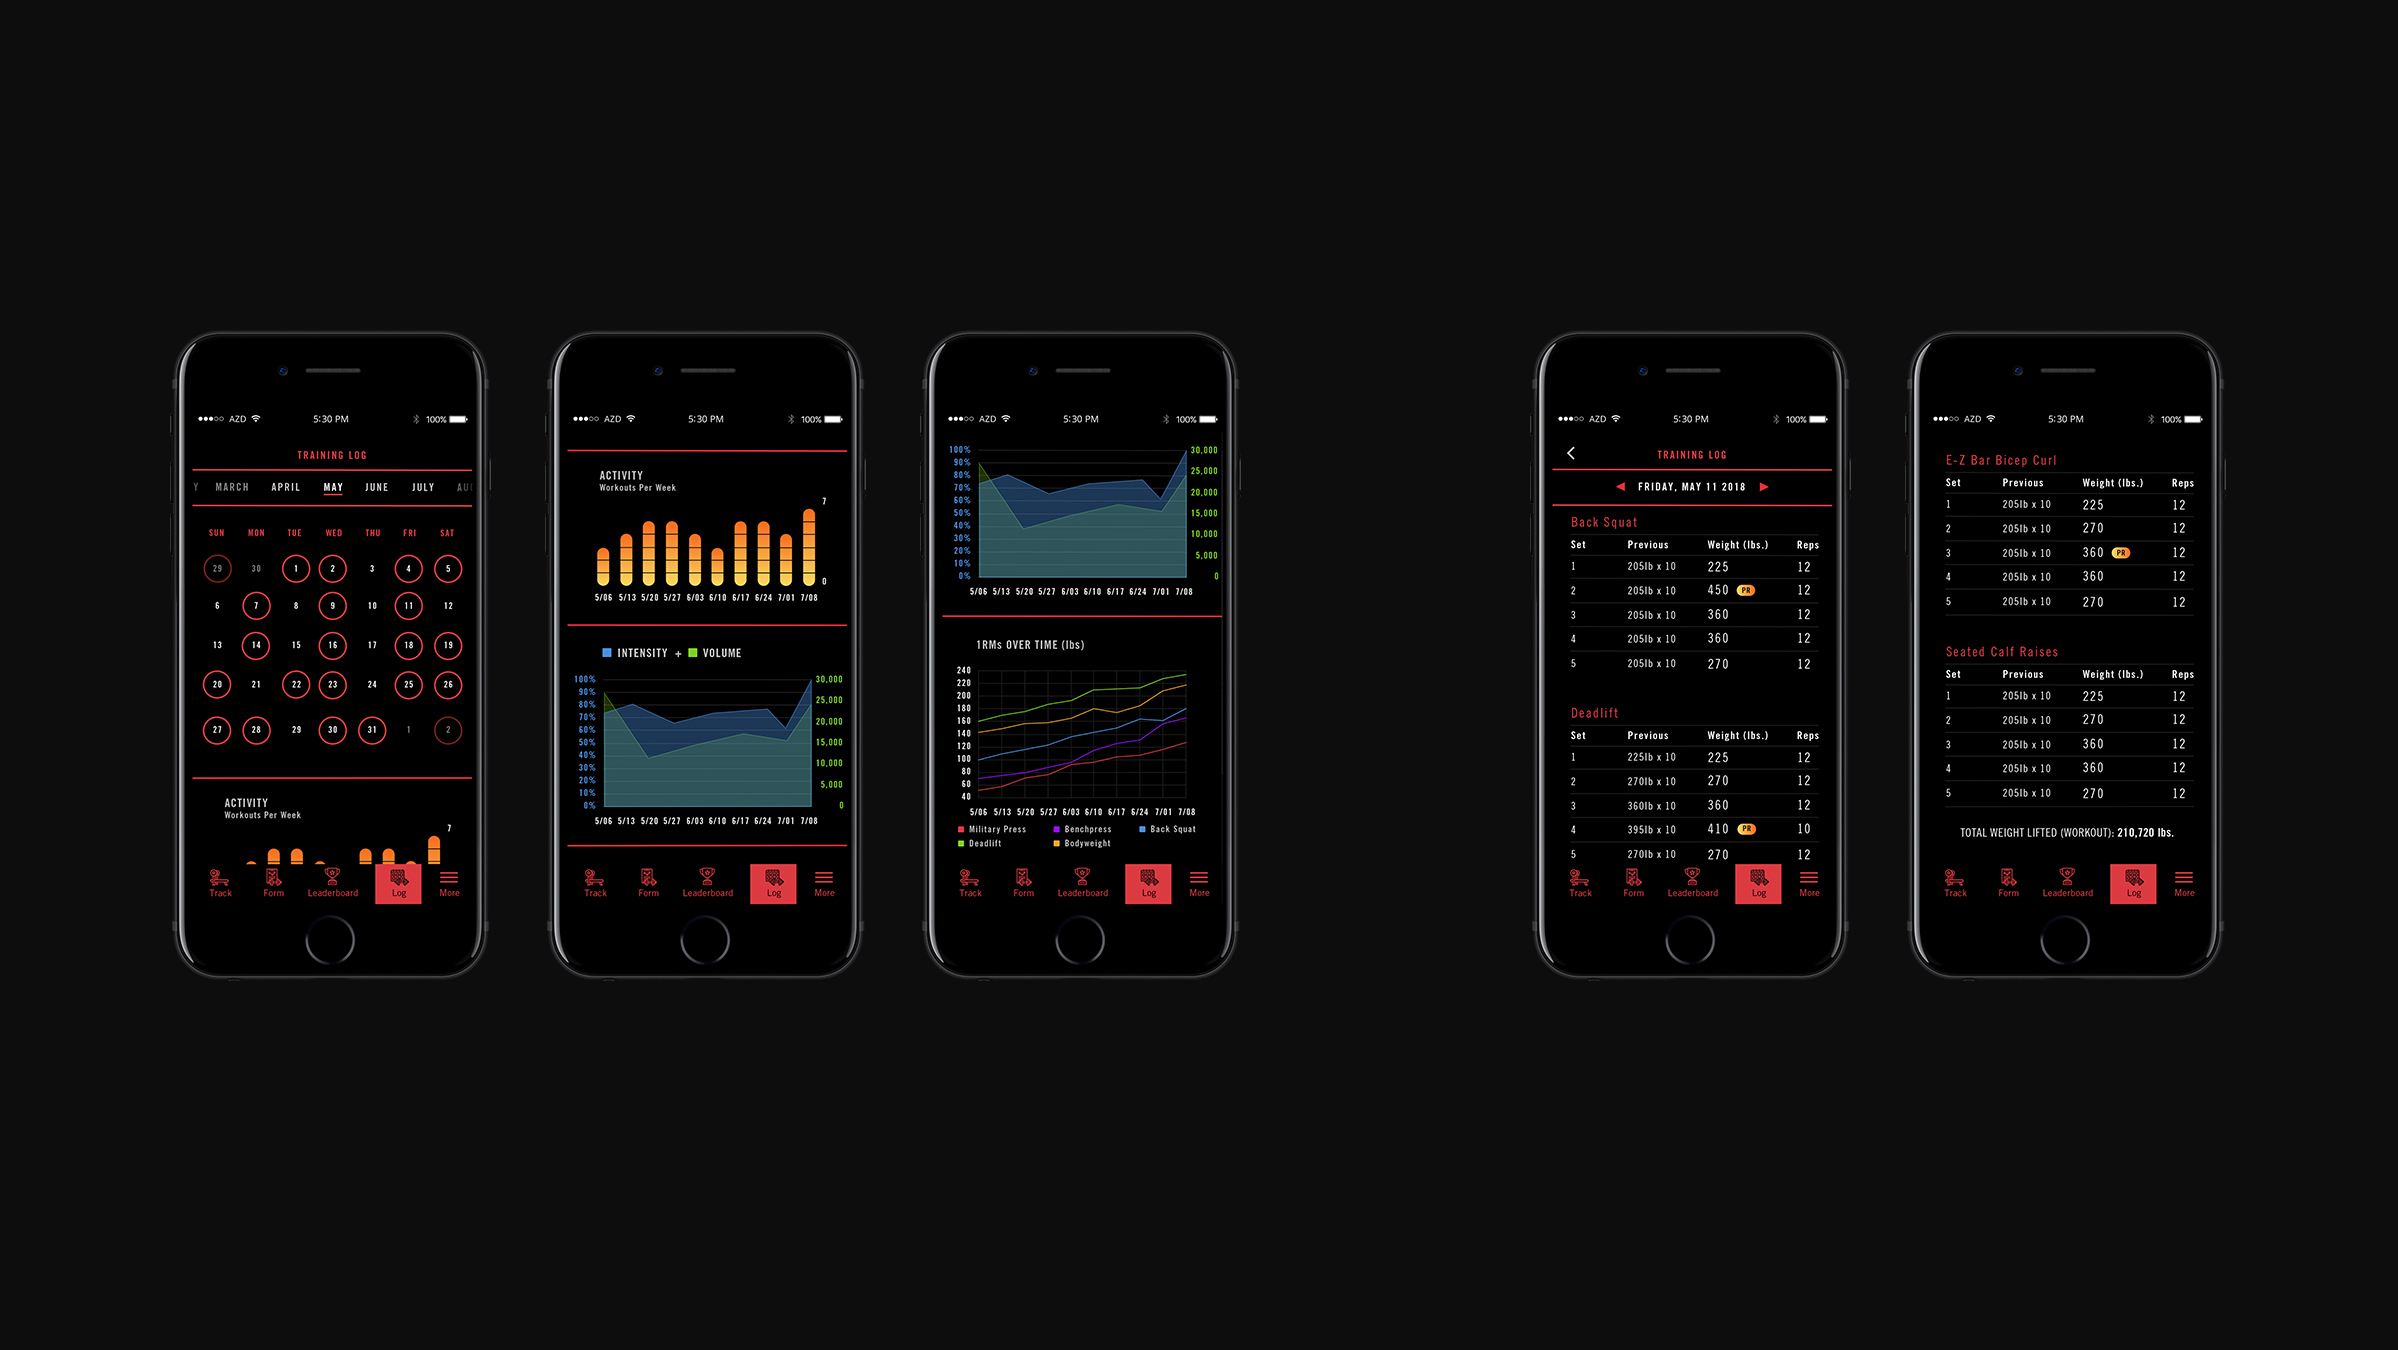 AZD 5:30 PM 100%
TRAINING LOG
Y MARCH APRIL MAY JUNE JULY AUG
SUN MON TUE WED THU FRI SAT
29 30 1 2 3 4 5
6 7 8 9 10 11 12
13 14 15 16 17 18 19
20 21 22 23 24 25 26
27 28 29 30 31 1 2
ACTIVITY
Workouts Per Week
7
Track Form Leaderboard Log More
AZD 5:30 PM 100%
ACTIVITY
Workouts Per Week
7
0
5/06 5/13 5/20 5/27 6/03 6/10 6/17 6/24 7/01 7/08
INTENSITY + VOLUME
100% 30,000
90% 25,000
80% 20,000
70% 15,000
60% 10,000
50% 5,000
40% 0
30%
20%
10%
0%
5/06 5/13 5/20 5/27 6/03 6/10 6/17 6/24 7/01 7/08
Track Form Leaderboard Log More
AZD 5:30 PM 100%
100% 30,000
90% 25,000
80% 20,000
70% 15,000
60% 10,000
50% 5,000
40% 0
30%
20%
10%
0%
5/06 5/13 5/20 5/27 6/03 6/10 6/17 6/24 7/01 7/08
1RMs OVER TIME (lbs)
240
220
200
180
160
140
120
100
80
60
40
5/06 5/13 5/20 5/27 6/03 6/10 6/17 6/24 7/01 7/08
Military Press Benchpress Back Squat
Deadlift Bodyweight
Track Form Leaderboard Log More
AZD 5:30 PM 100%
TRAINING LOG
FRIDAY, MAY 11 2018
Back Squat
Set Previous Weight (lbs.) Reps
1 205lb x 10 225 12
2 205lb x 10 450 PR 12
3 205lb x 10 360 12
4 205lb x 10 360 12
5 205lb x 10 270 12
Deadlift
Set Previous Weight (lbs.) Reps
1 225lb x 10 225 12
2 270lb x 10 270 12
3 360lb x 10 360 12
4 395lb x 10 410 PR 10
5 270lb x 10 270 12
Track Form Leaderboard Log More
AZD 5:30 PM 100%
E-Z Bar Bicep Curl
Set Previous Weight (lbs.) Reps
1 205lb x 10 225 12
2 205lb x 10 270 12
3 205lb x 10 360 PR 12
4 205lb x 10 360 12
5 205lb x 10 270 12
Seated Calf Raises
Set Previous Weight (lbs.) Reps
1 205lb x 10 225 12
2 205lb x 10 270 12
3 205lb x 10 360 12
4 205lb x 10 360 12
5 205lb x 10 270 12
TOTAL WEIGHT LIFTED (WORKOUT): 210,720 lbs.
Track Form Leaderboard Log More